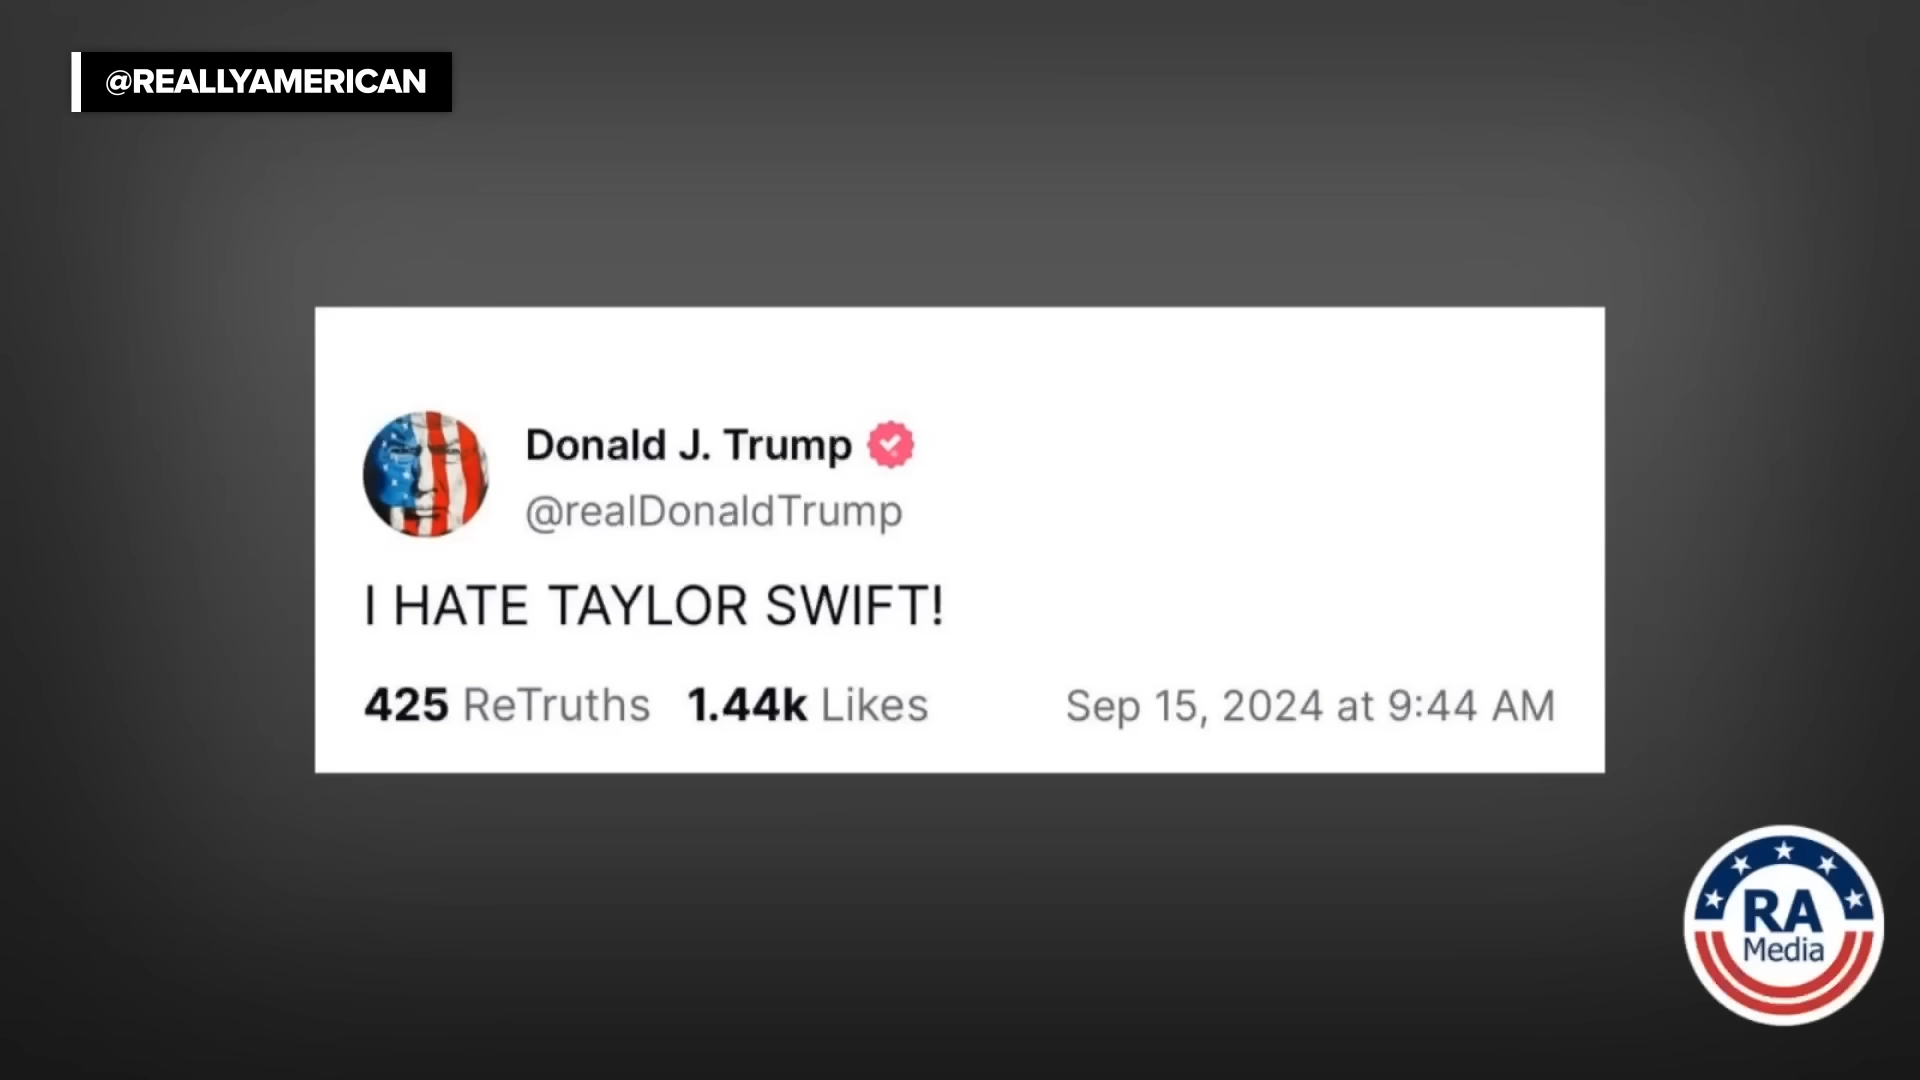 @REALLYAMERICAN
Donald J. Trump
@realDonaldTrump
I HATE TAYLOR SWIFT!
425 ReTruths 1.44k Likes Sep 15, 2024 at 9:44 AM
RA
Media